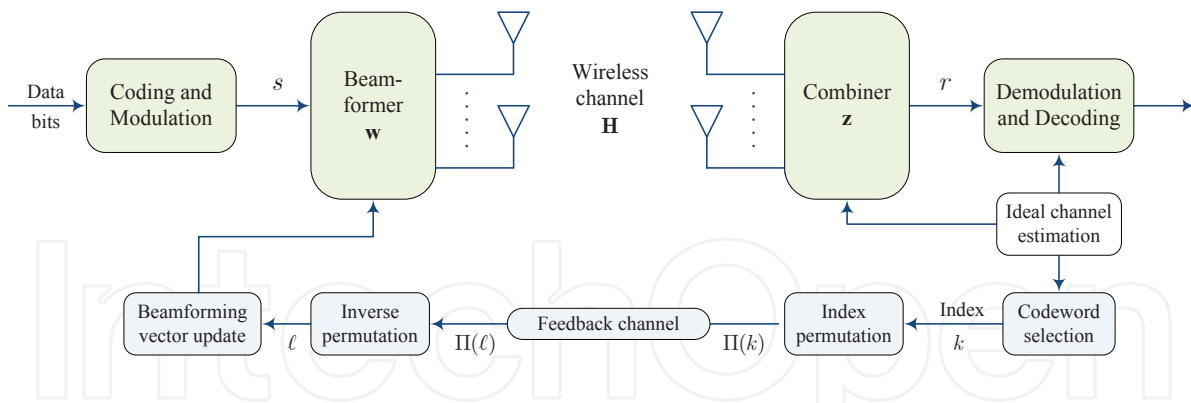 Data
bits
Coding and
Modulation
s
Beam-
former
w
Wireless
channel
H
Combiner
z
r
Demodulation
and Decoding
Ideal channel
estimation
Beamforming
vector update
ℓ
Inverse
permutation
Π(ℓ)
Feedback channel
Π(k)
Index
permutation
Index
k
Codeword
selection
IntechOpen